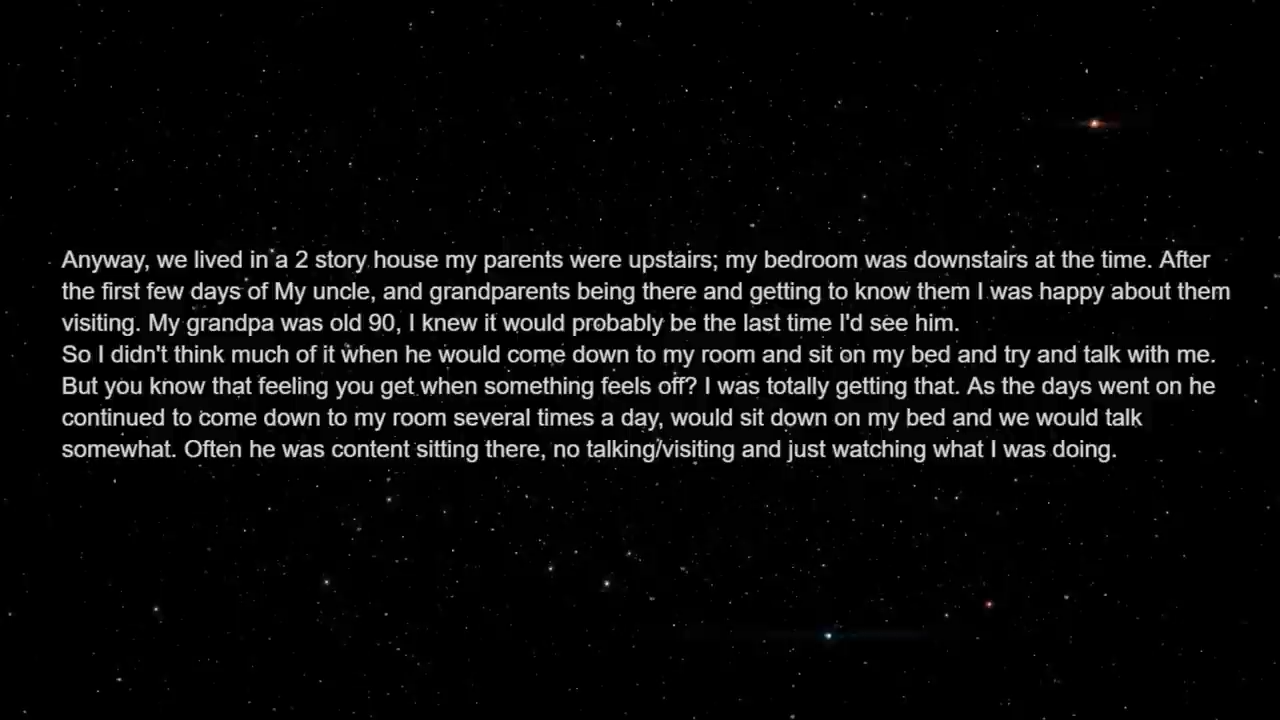 Anyway, we lived in a 2 story house my parents were upstairs; my bedroom was downstairs at the time. After
the first few days of My uncle, and grandparents being there and getting to know them I was happy about them
visiting. My grandpa was old 90, I knew it would probably be the last time I'd see him.
So I didn't think much of it when he would come down to my room and sit on my bed and try and talk with me.
But you know that feeling you get when something feels off? I was totally getting that. As the days went on he
continued to come down to my room several times a day, would sit down on my bed and we would talk
somewhat. Often he was content sitting there, no talking/visiting and just watching what I was doing.